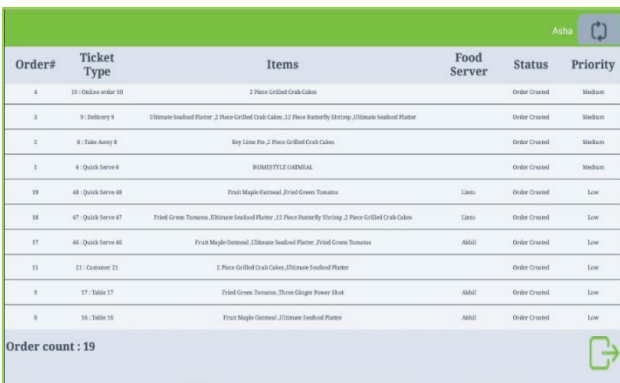 Asha
Order# Ticket Type Items Food Server Status Priority
4 10 : Online order 10 2 Piece Grilled Crab Cakes Order Created Medium
3 9 : Delivery 9 Ultimate Seafood Platter ,2 Piece Grilled Crab Cakes ,12 Piece Butterfly Shrimp ,Ultimate Seafood Platter Order Created Medium
2 8 : Take Away 8 Key Lime Pie ,2 Piece Grilled Crab Cakes Order Created Medium
1 6 : Quick Serve 6 HOMESTYLE OATMEAL Order Created Medium
19 48 : Quick Serve 48 Fruit Maple Oatmeal ,Fried Green Tomatos Linto Order Created Low
18 47 : Quick Serve 47 Fried Green Tomatos ,Ultimate Seafood Platter ,12 Piece Butterfly Shrimp ,2 Piece Grilled Crab Cakes Linto Order Created Low
17 46 : Quick Serve 46 Fruit Maple Oatmeal ,Ultimate Seafood Platter ,Fried Green Tomatos Akhil Order Created Low
11 21 : Customer 21 2 Piece Grilled Crab Cakes ,Ultimate Seafood Platter Order Created Low
9 17 : Table 17 Fried Green Tomatos ,Three Ginger Power Shot Akhil Order Created Low
8 16 : Table 16 Fruit Maple Oatmeal ,Ultimate Seafood Platter Akhil Order Created Low
Order count : 19